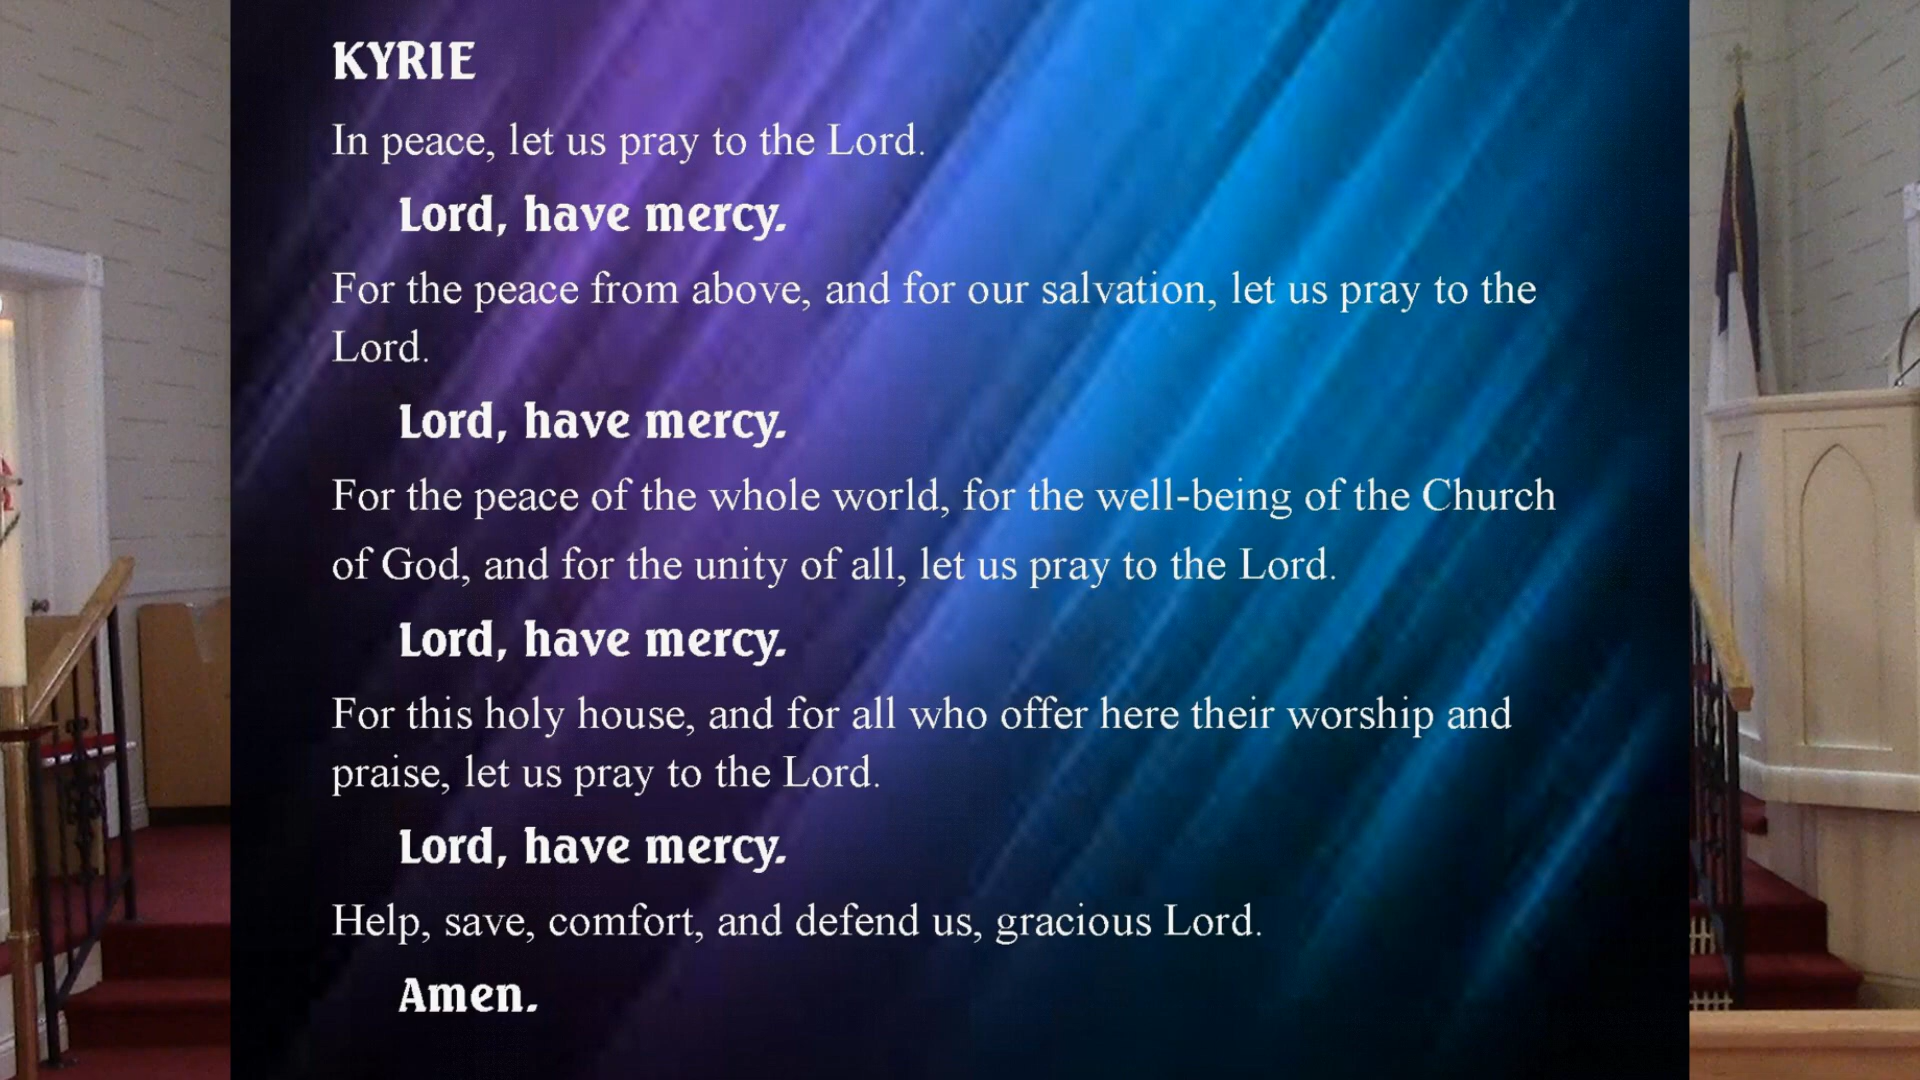 KYRIE
In peace, let us pray to the Lord.
Lord, have mercy.
For the peace from above, and for our salvation, let us pray to the
Lord.
Lord, have mercy.
For the peace of the whole world, for the well-being of the Church
of God, and for the unity of all, let us pray to the Lord.
Lord, have mercy.
For this holy house, and for all who offer here their worship and
praise, let us pray to the Lord.
Lord, have mercy.
Help, save, comfort, and defend us, gracious Lord.
Amen.